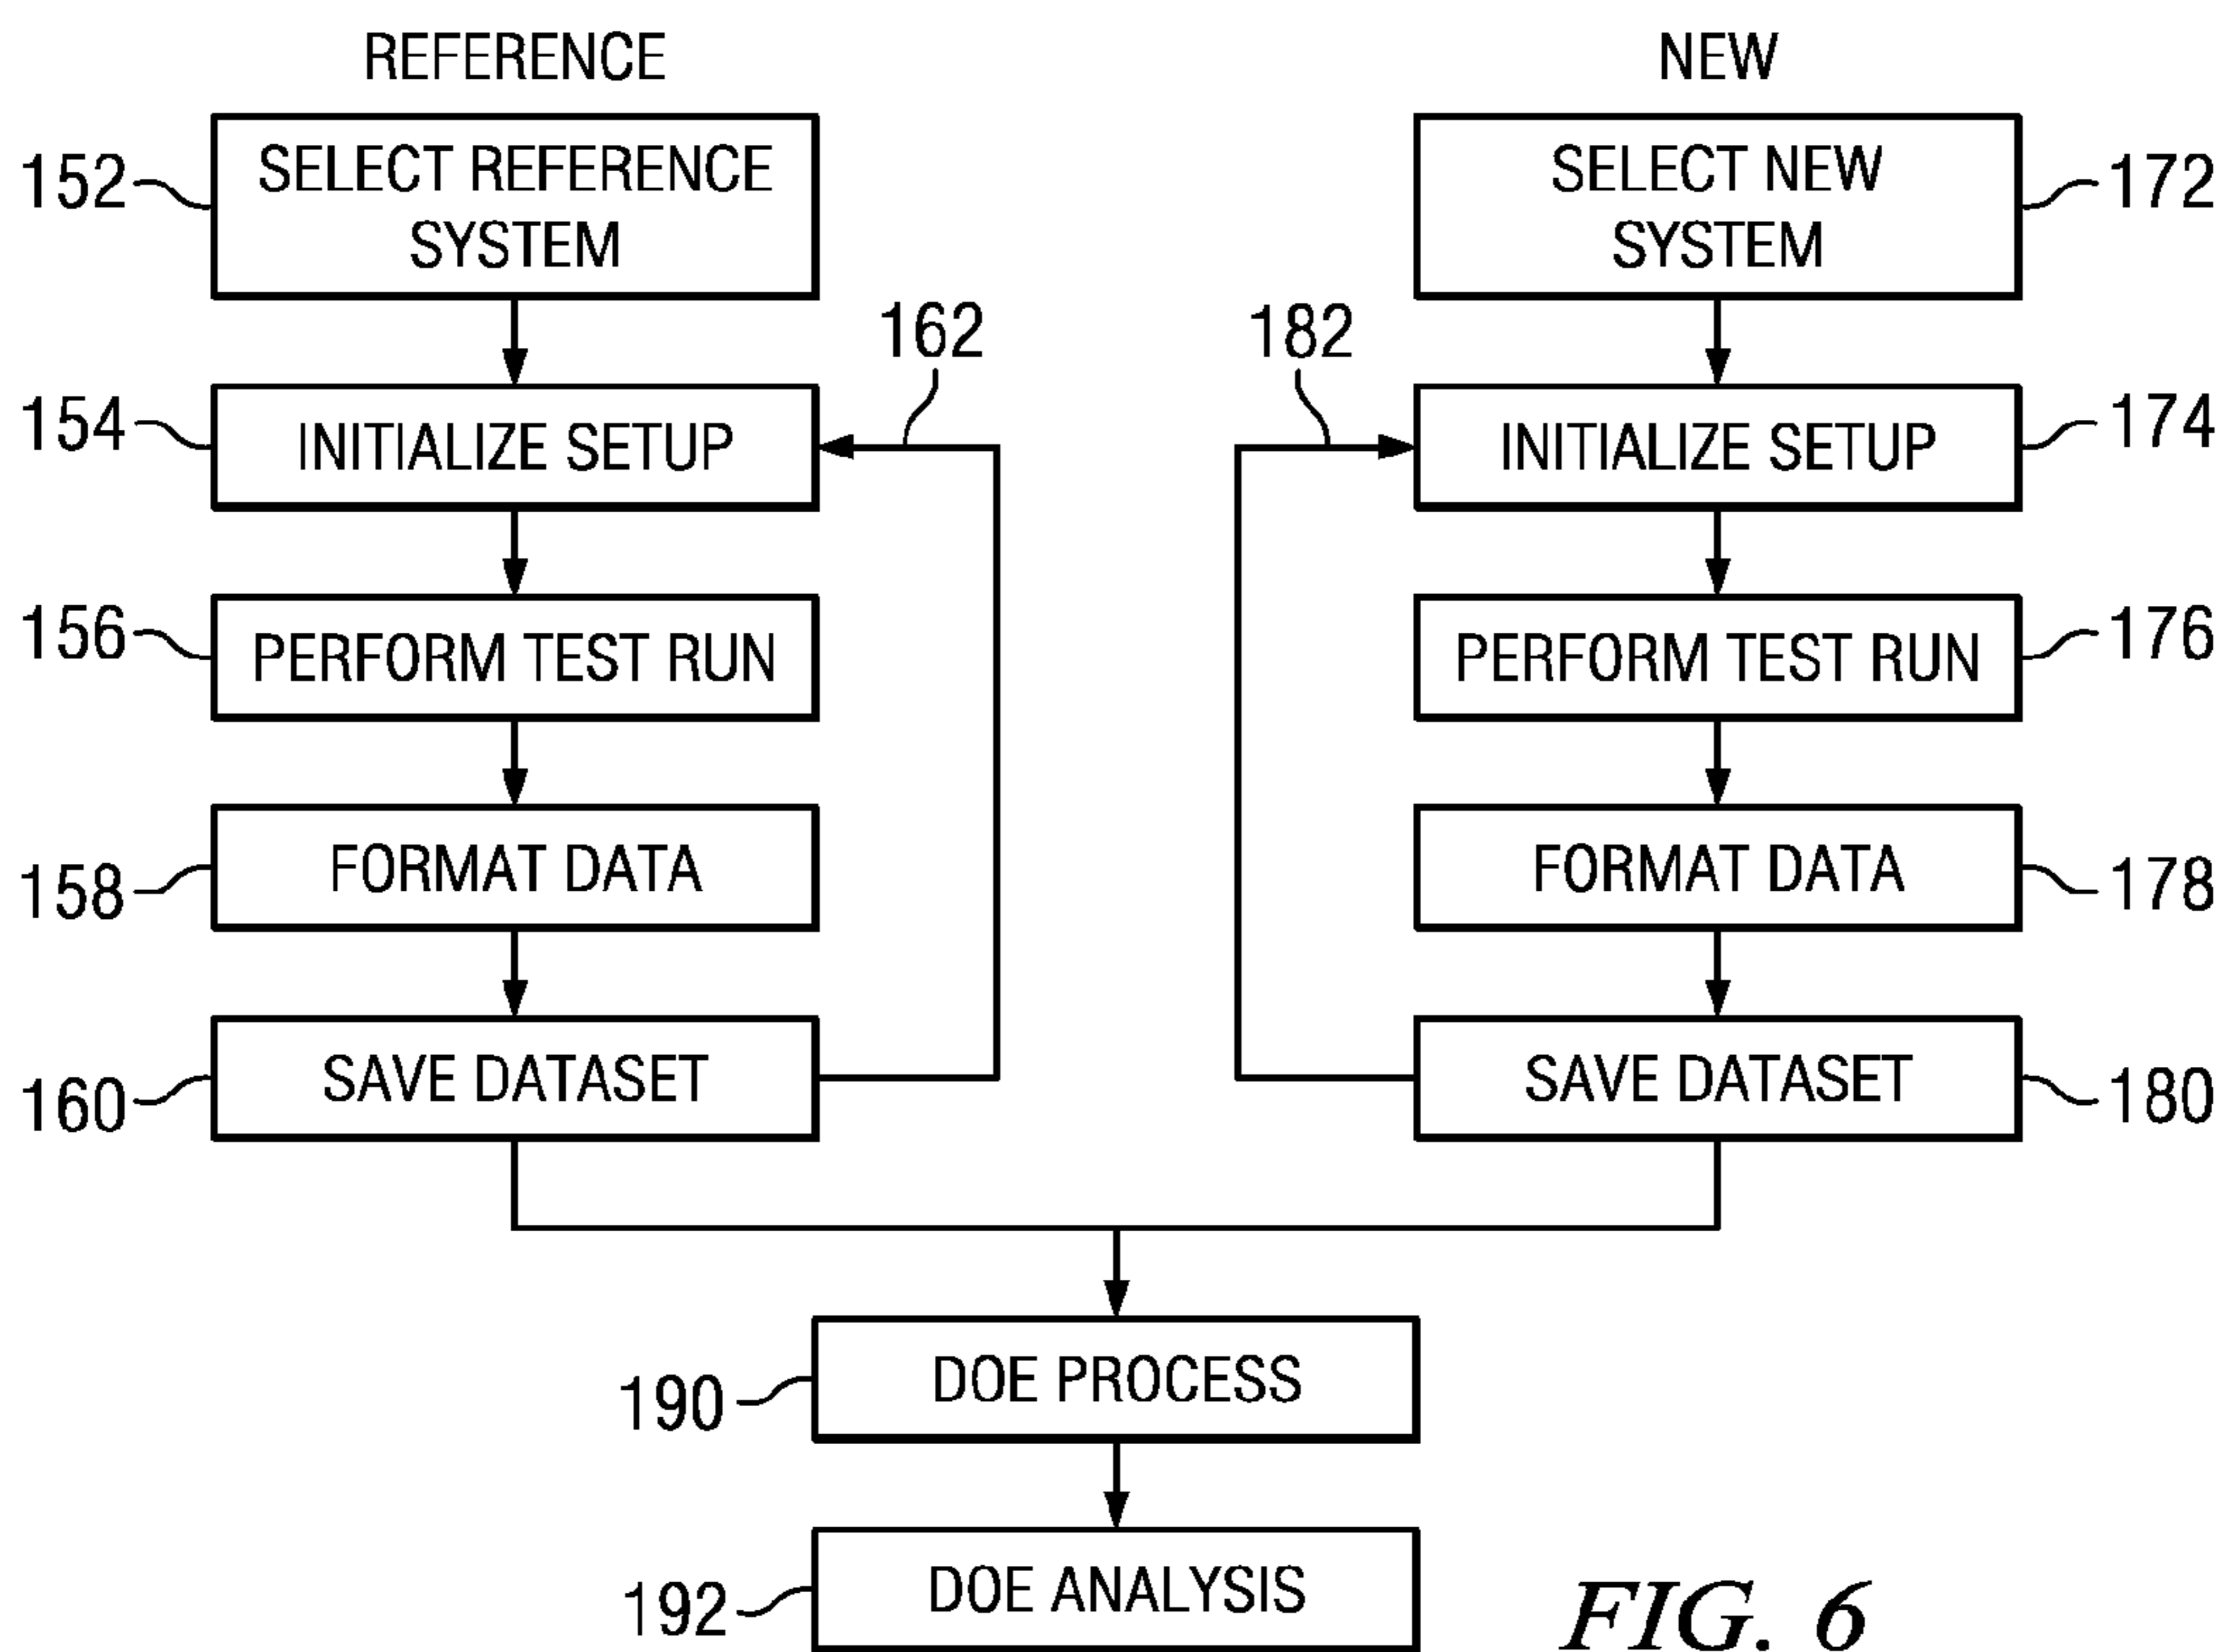 REFERENCE
NEW
152
SELECT REFERENCE
SYSTEM
SELECT NEW
SYSTEM
172
162
182
154
INITIALIZE SETUP
INITIALIZE SETUP
174
156
PERFORM TEST RUN
PERFORM TEST RUN
176
158
FORMAT DATA
FORMAT DATA
178
160
SAVE DATASET
SAVE DATASET
180
190
DOE PROCESS
192
DOE ANALYSIS
FIG. 6